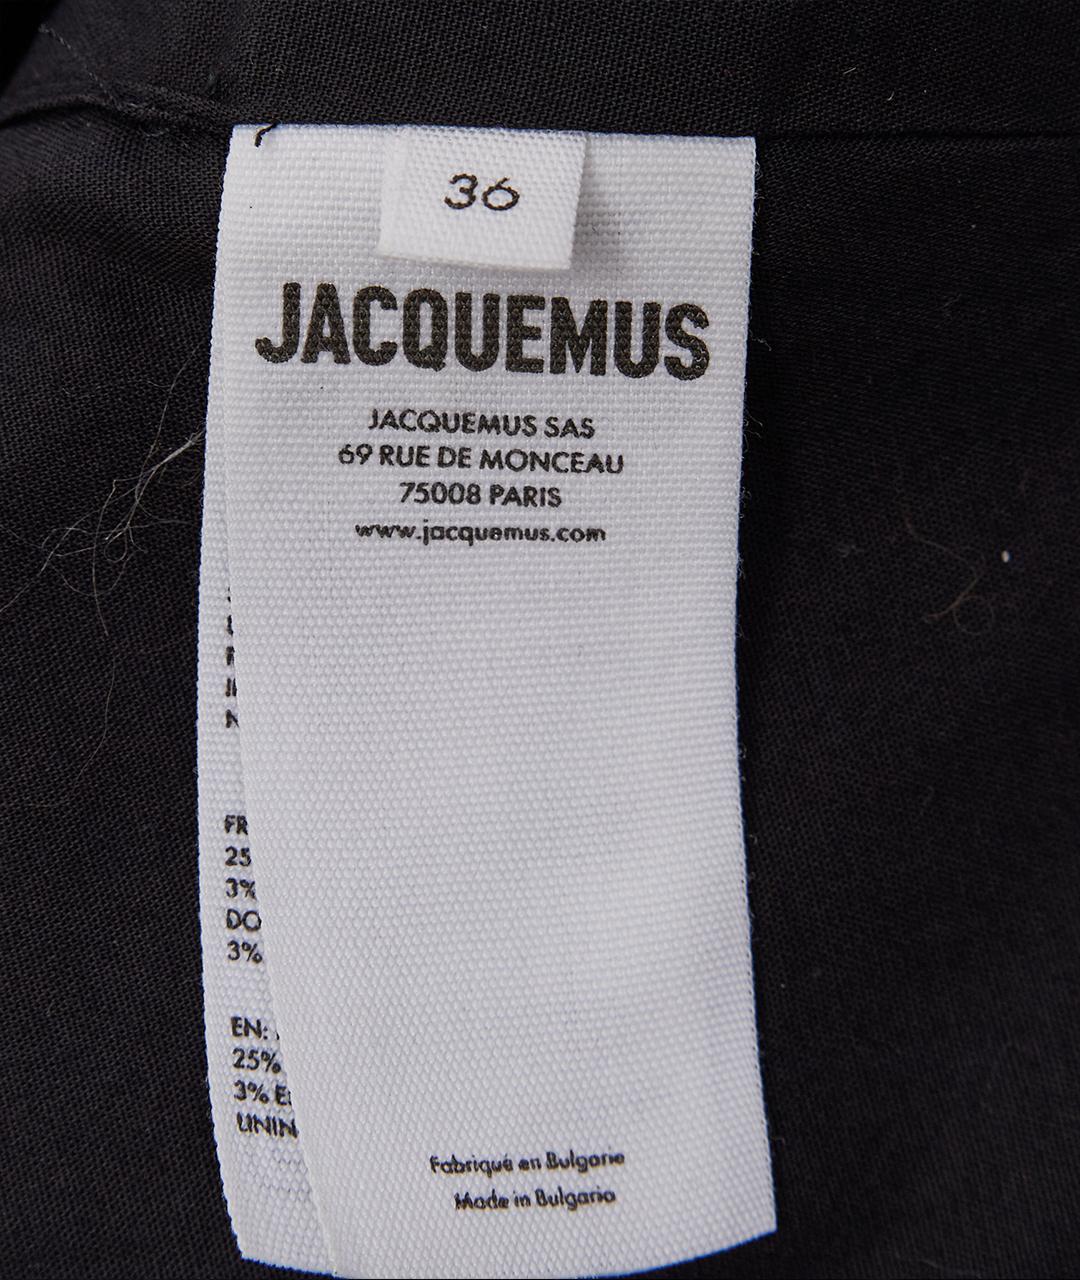 36
JACQUEMUS
JACQUEMUS SAS
69 RUE DE MONCEAU
75008 PARIS
www.jacquemus.com
FR
25
3%
DO
3%
EN:
25%
3% E
LININ
Fabriqué en Bulgarie
Made in Bulgaria